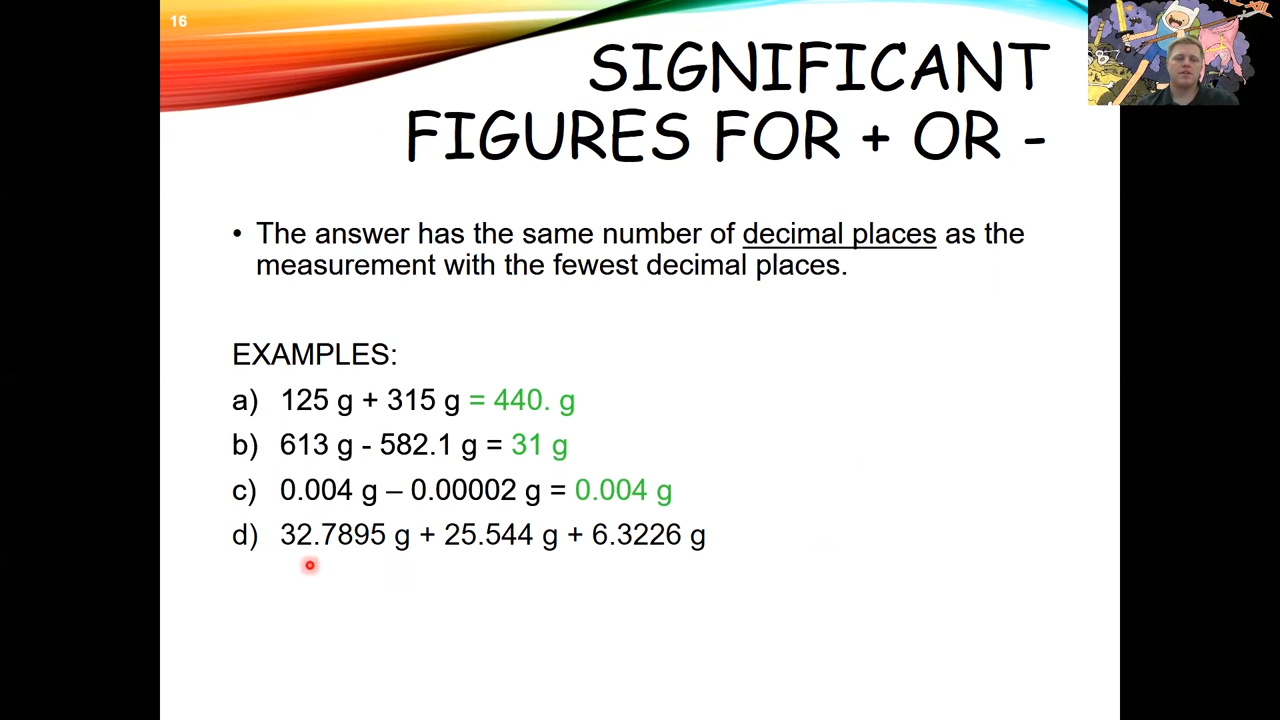 16
SIGNIFICANT
FIGURES FOR + OR -
• The answer has the same number of decimal places as the
measurement with the fewest decimal places.
EXAMPLES:
a) 125 g + 315 g = 440. g
b) 613 g - 582.1 g = 31 g
c) 0.004 g – 0.00002 g = 0.004 g
d) 32.7895 g + 25.544 g + 6.3226 g